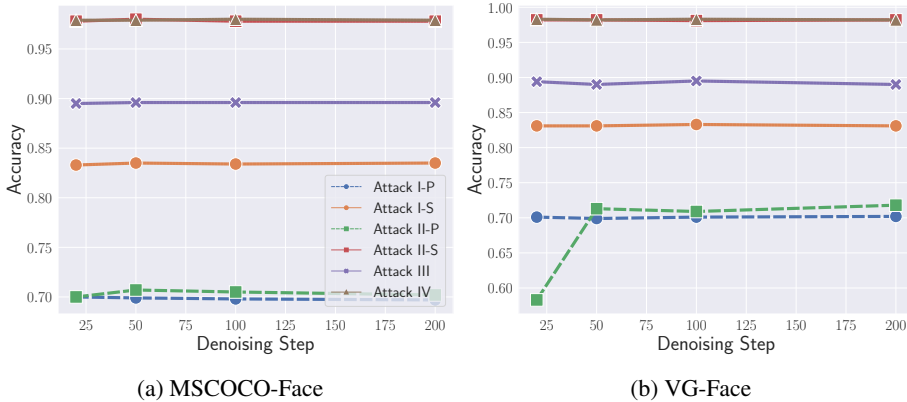 0.95
0.90
0.85
0.80
0.75
0.70
Accuracy
25 50 75 100 125 150 175 200
Denoising Step
Attack I-P
Attack I-S
Attack II-P
Attack II-S
Attack III
Attack IV
(a) MSCOCO-Face
1.00
0.95
0.90
0.85
0.80
0.75
0.70
0.65
0.60
Accuracy
25 50 75 100 125 150 175 200
Denoising Step
(b) VG-Face